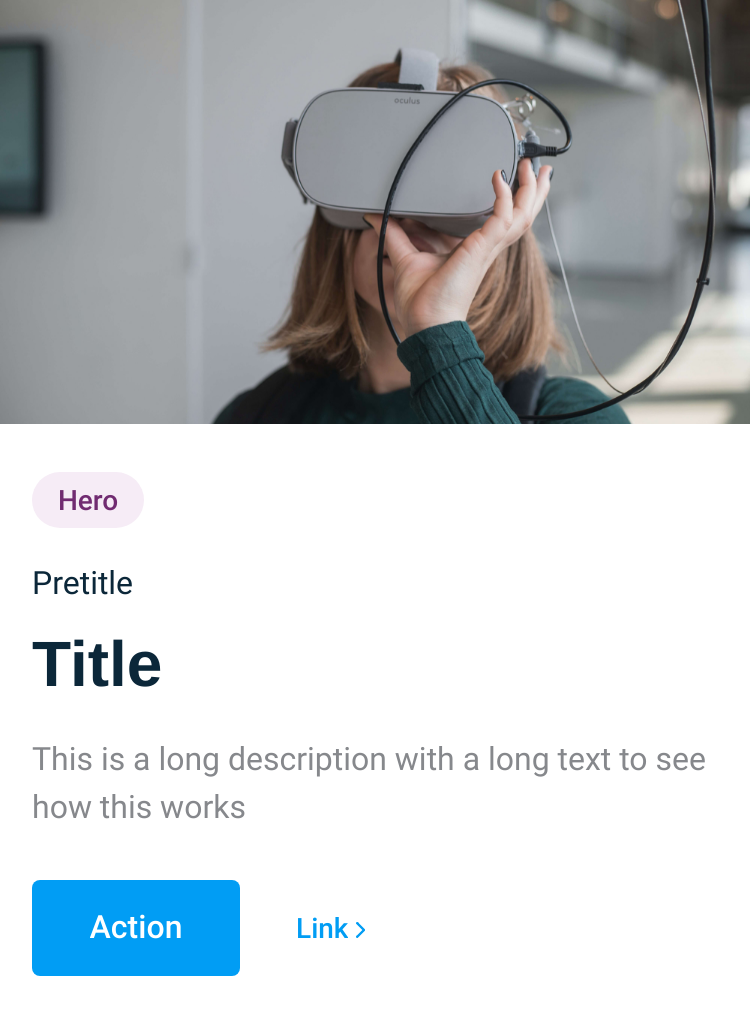 oculus
Hero
Pretitle
Title
This is a long description with a long text to see
how this works
Action
Link